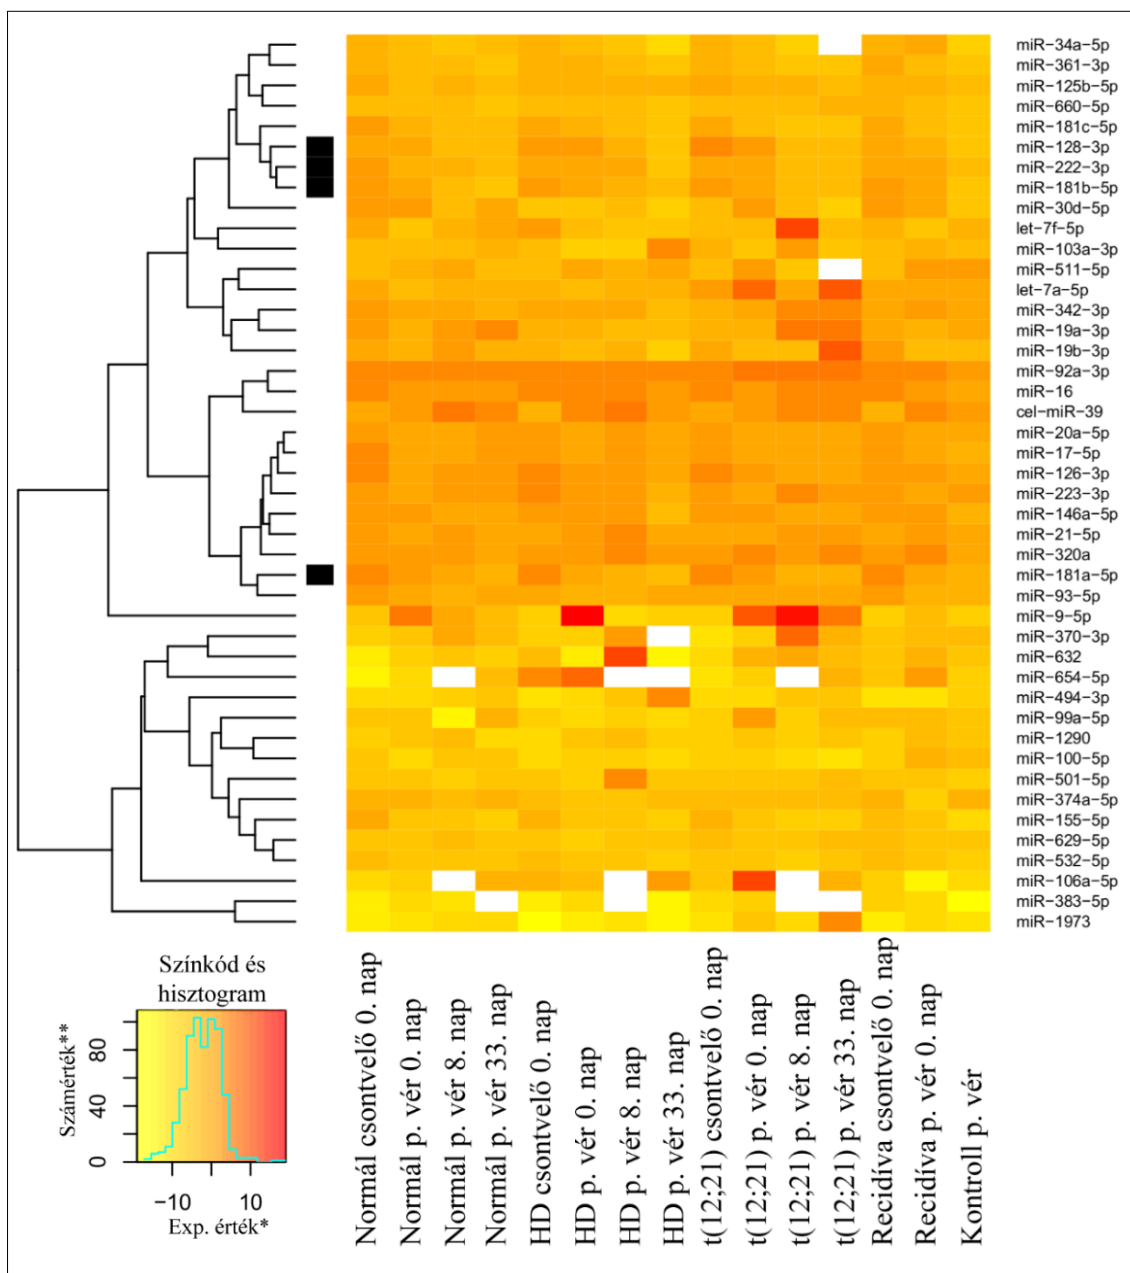 miR−34a−5p
miR−361−3p
miR−125b−5p
miR−660−5p
miR−181c−5p
miR−128−3p
miR−222−3p
miR−181b−5p
miR−30d−5p
let−7f−5p
miR−103a−3p
miR−511−5p
let−7a−5p
miR−342−3p
miR−19a−3p
miR−19b−3p
miR−92a−3p
miR−16
cel−miR−39
miR−20a−5p
miR−17−5p
miR−126−3p
miR−223−3p
miR−146a−5p
miR−21−5p
miR−320a
miR−181a−5p
miR−93−5p
miR−9−5p
miR−370−3p
miR−632
miR−654−5p
miR−494−3p
miR−99a−5p
miR−1290
miR−100−5p
miR−501−5p
miR−374a−5p
miR−155−5p
miR−629−5p
miR−532−5p
miR−106a−5p
miR−383−5p
miR−1973
Színkód és
hisztogram
Számérték**
80
40
0
−10
0
10
Exp. érték*
Normál csontvelő 0. nap
Normál p. vér 0. nap
Normál p. vér 8. nap
Normál p. vér 33. nap
HD csontvelő 0. nap
HD p. vér 0. nap
HD p. vér 8. nap
HD p. vér 33. nap
t(12;21) csontvelő 0. nap
t(12;21) p. vér 0. nap
t(12;21) p. vér 8. nap
t(12;21) p. vér 33. nap
Recidíva csontvelő 0. nap
Recidíva p. vér 0. nap
Kontroll p. vér